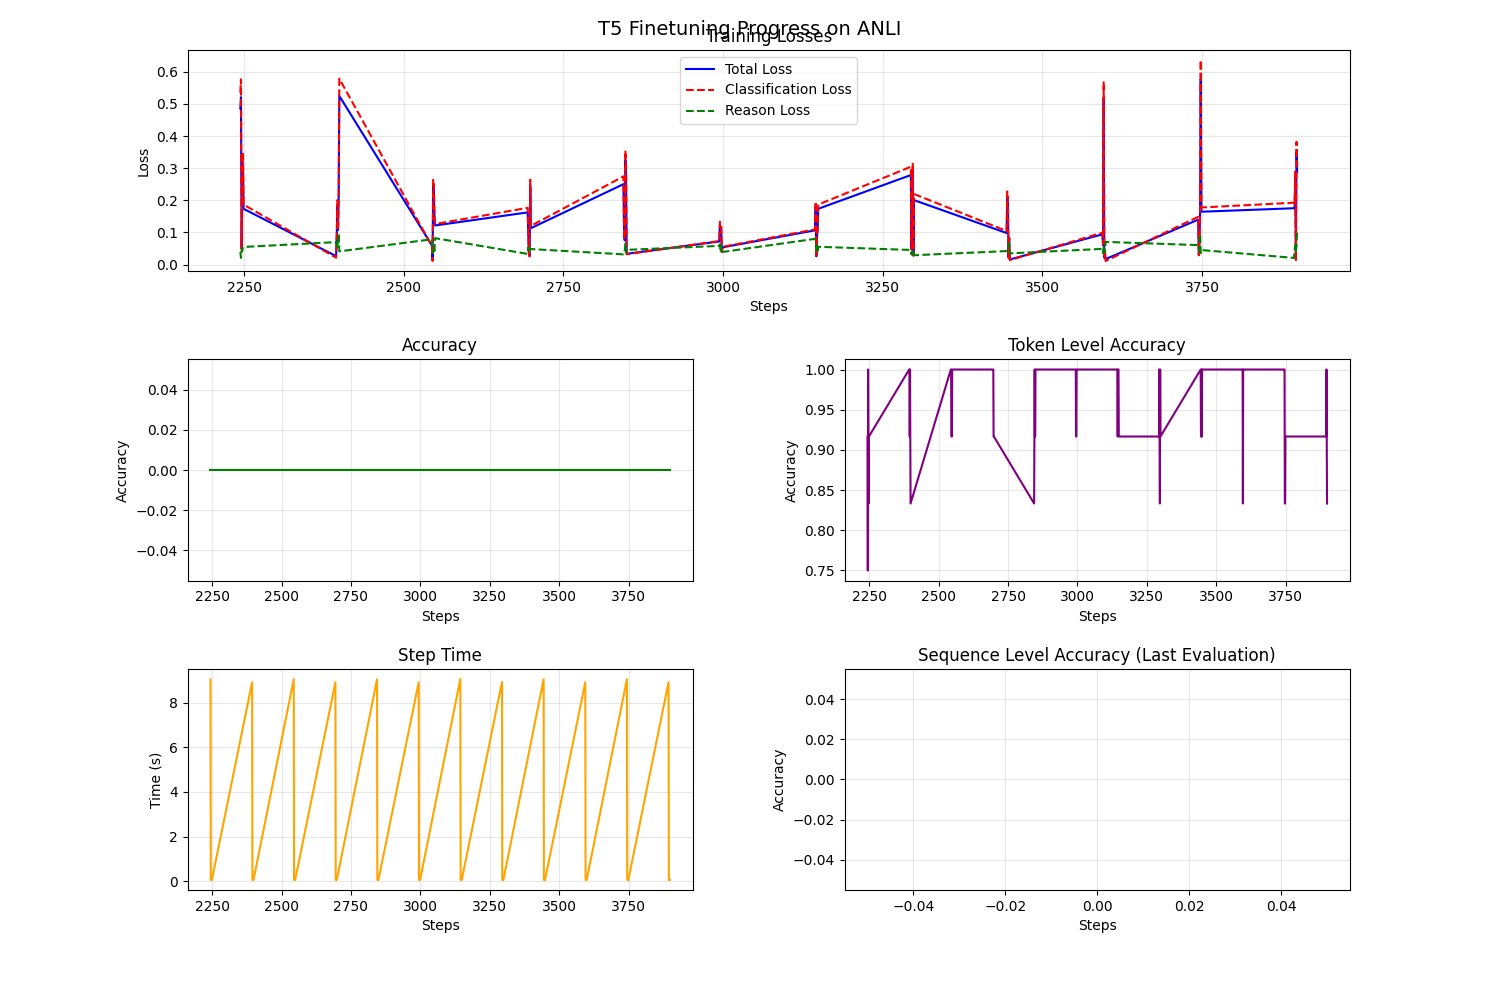 T5 Finetuning Progress on ANLI
Training Losses
Total Loss
Classification Loss
Reason Loss
Loss
0.6
0.5
0.4
0.3
0.2
0.1
0.0
2250 2500 2750 3000 3250 3500 3750
Steps
Accuracy
Accuracy
0.04
0.02
0.00
−0.02
−0.04
2250 2500 2750 3000 3250 3500 3750
Steps
Token Level Accuracy
Accuracy
1.00
0.95
0.90
0.85
0.80
0.75
2250 2500 2750 3000 3250 3500 3750
Steps
Step Time
Time (s)
8
6
4
2
0
2250 2500 2750 3000 3250 3500 3750
Steps
Sequence Level Accuracy (Last Evaluation)
Accuracy
0.04
0.02
0.00
−0.02
−0.04
−0.04 −0.02 0.00 0.02 0.04
Steps